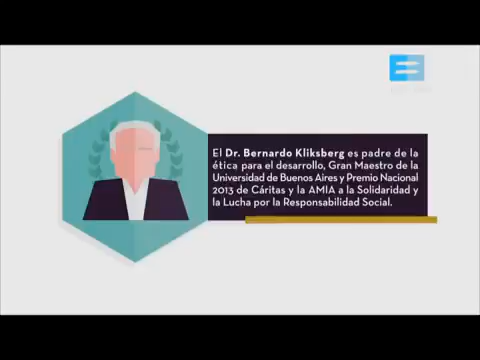 El Dr. Bernardo Kliksberg es padre de la
ética para el desarrollo, Gran Maestro de la
Universidad de Buenos Aires y Premio Nacional
2013 de Cáritas y la AMIA a la Solidaridad y
la Lucha por la Responsabilidad Social.